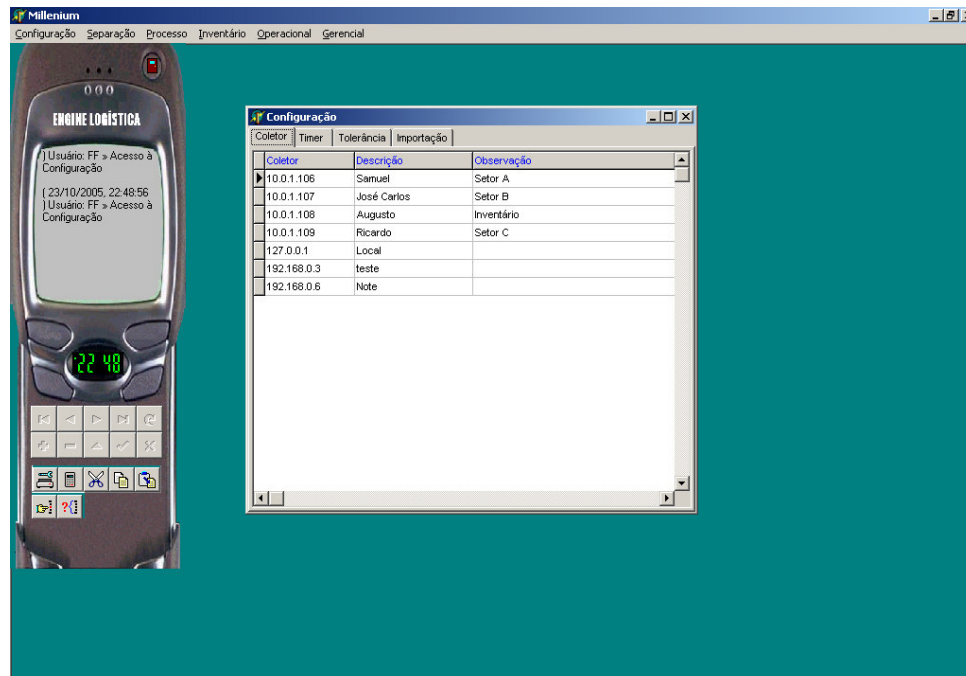 Millenium
Configuração Separação Processo Inventário Operacional Gerencial
ENGINE LOGÍSTICA
) Usuário: FF » Acesso à
Configuração
( 23/10/2005, 22:48:56
) Usuário: FF » Acesso à
Configuração
22 48
Configuração
Coletor Timer Tolerância Importação
Coletor Descrição Observação
10.0.1.106 Samuel Setor A
10.0.1.107 José Carlos Setor B
10.0.1.108 Augusto Inventário
10.0.1.109 Ricardo Setor C
127.0.0.1 Local
192.168.0.3 teste
192.168.0.6 Note